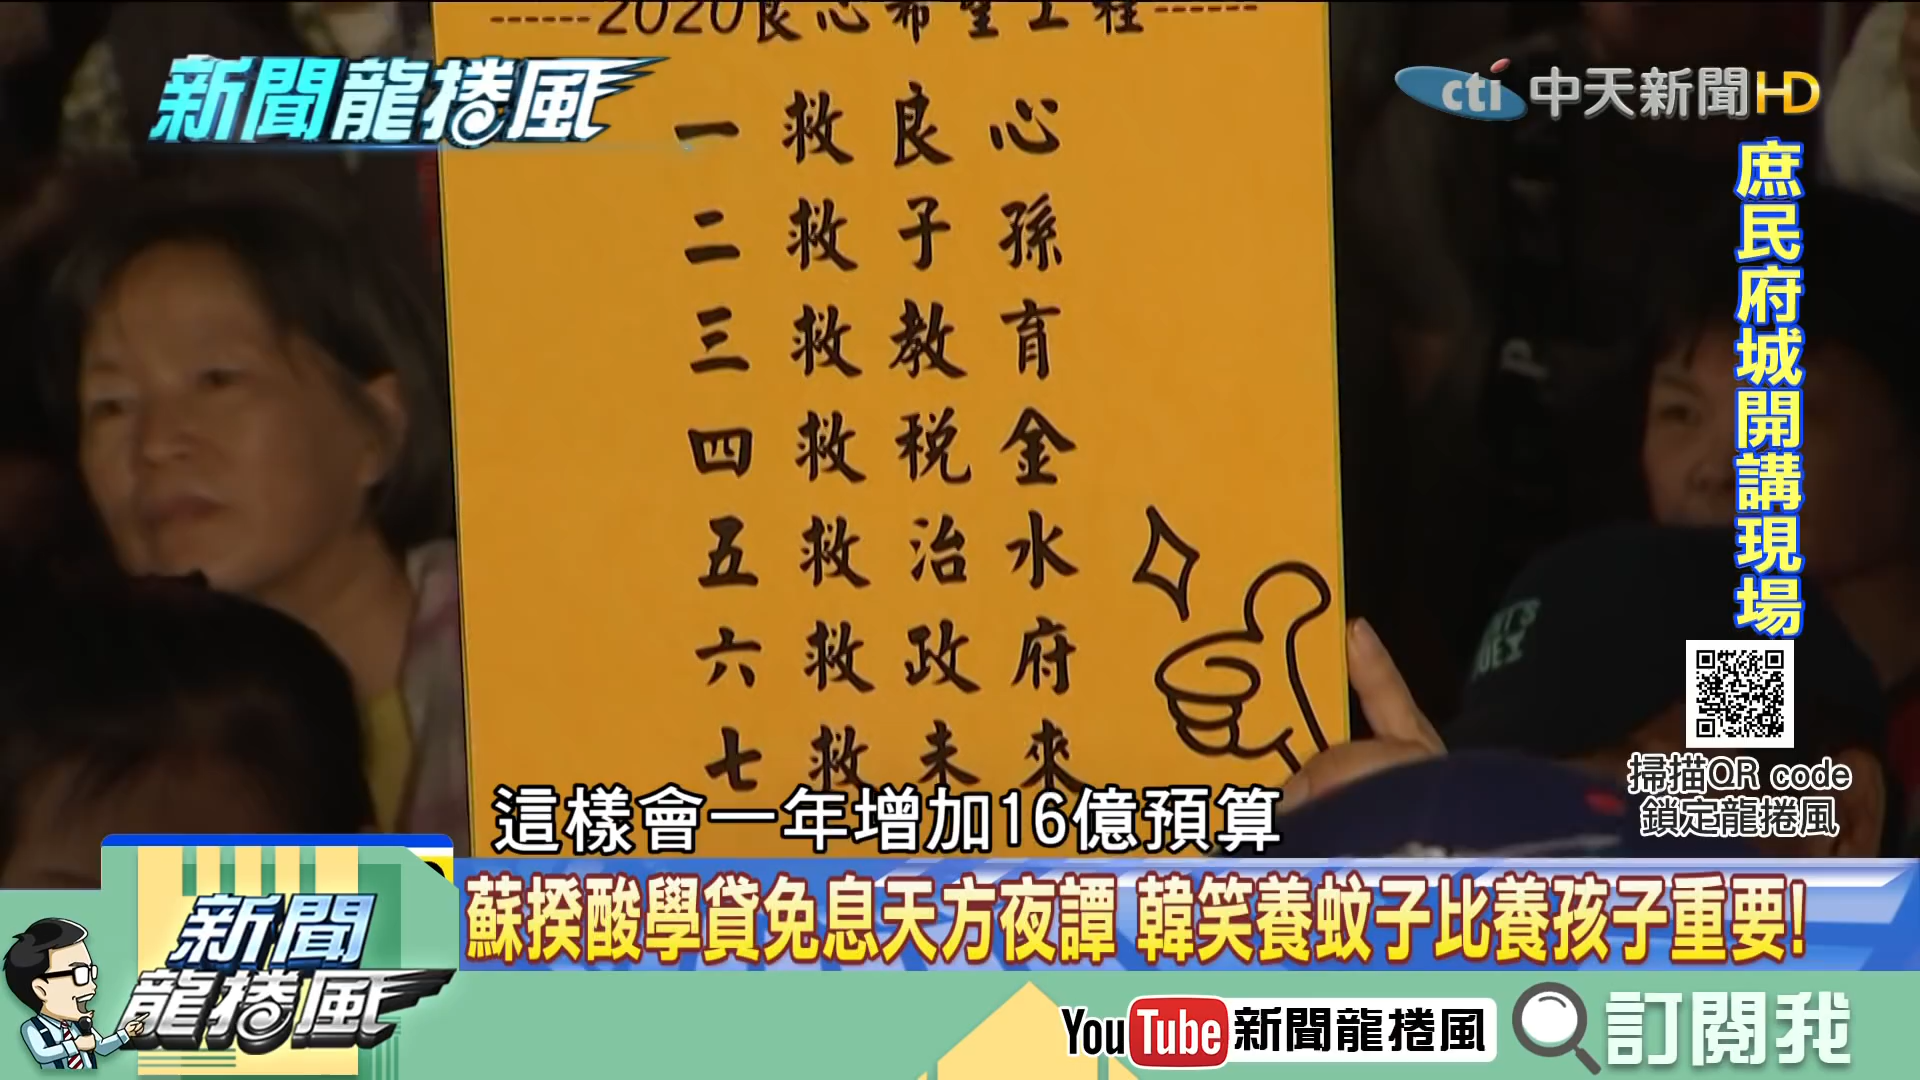 ------2020良心希望工程------
新聞龍捲風
cti 中天新聞HD
一 救良心
二 救子孫
三 救教育
四 救税金
五 救治水
六 救政府
七 救未來
庶民府城開講現場
掃描QR code
鎖定龍捲風
這樣會一年增加16億預算
蘇揆酸學貸免息天方夜譚 韓笑養蚊子比養孩子重要!
新聞
龍捲風
YouTube 新聞龍捲風
訂閱我